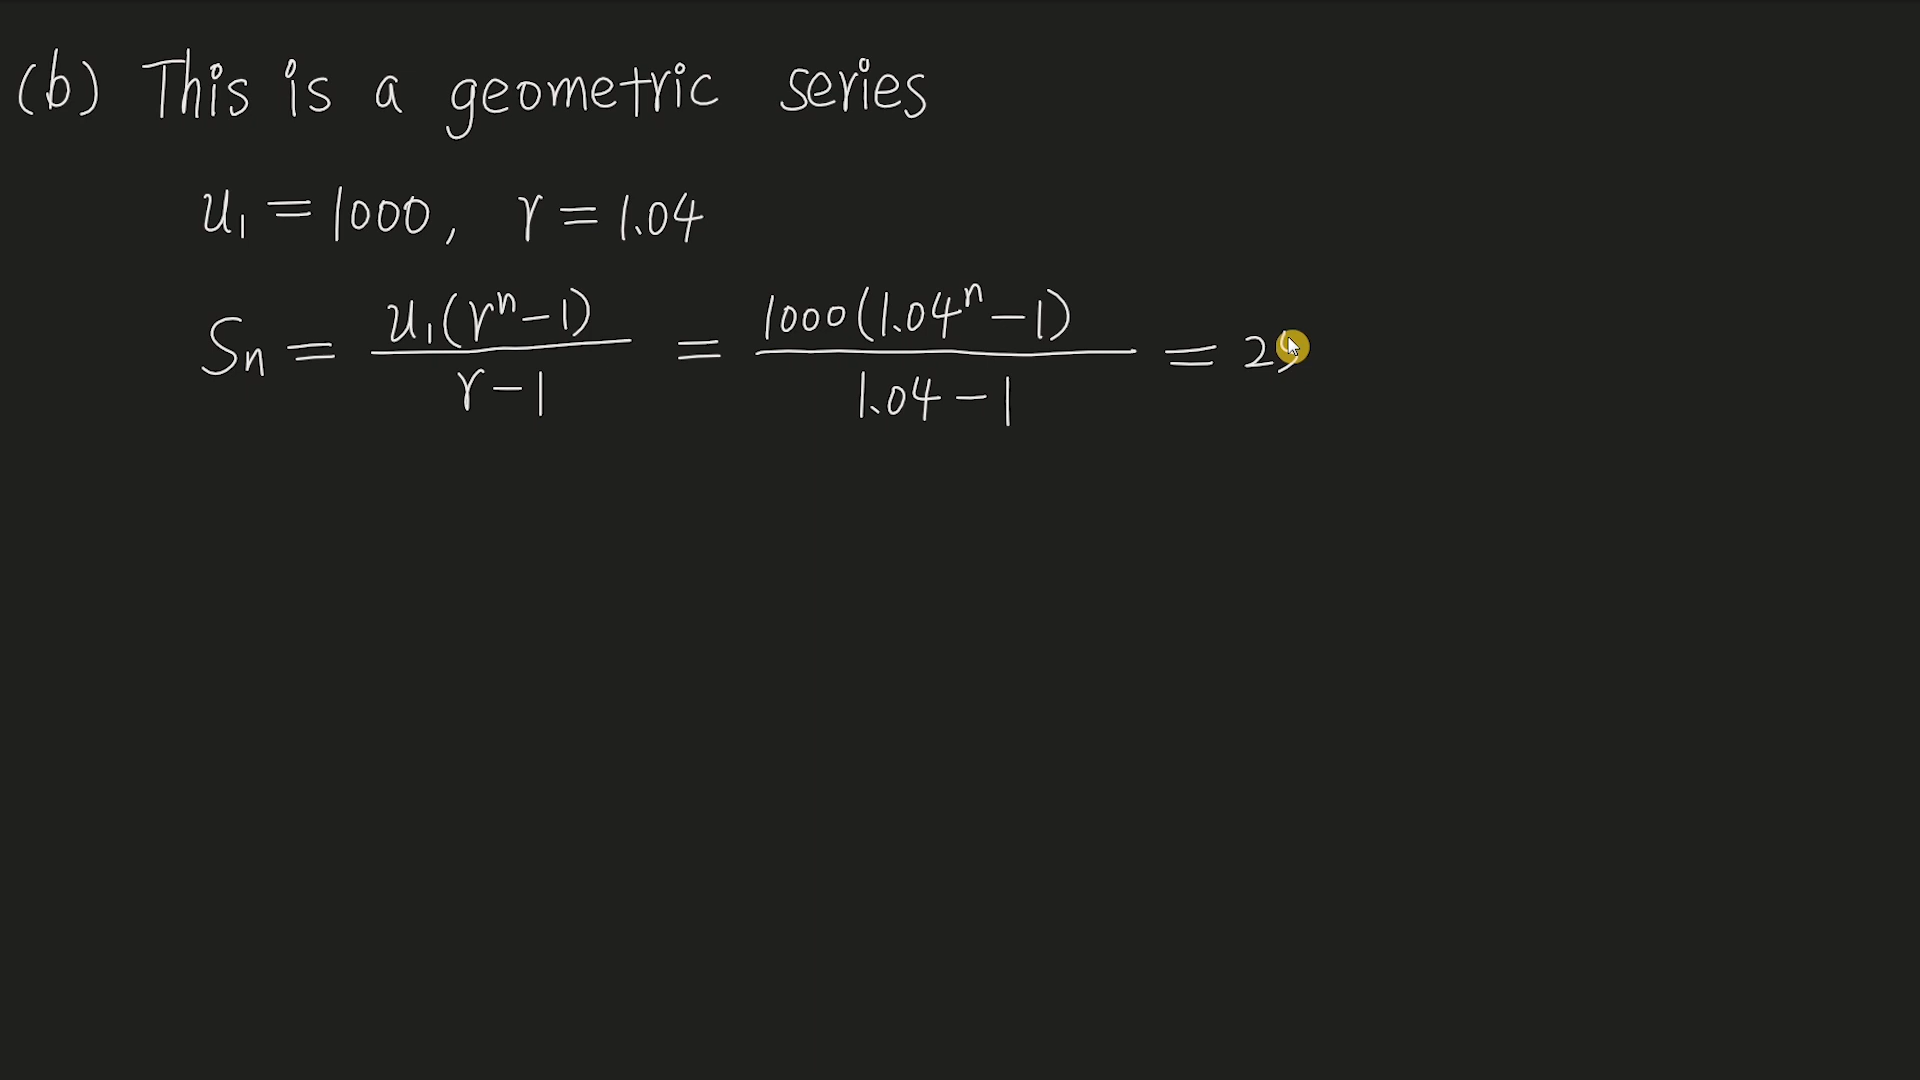 (b) This is a geometric series
u₁ = 1000, r = 1.04
Sₙ = u₁(rⁿ−1)/(r−1) = 1000(1.04ⁿ−1)/(1.04−1) = 2